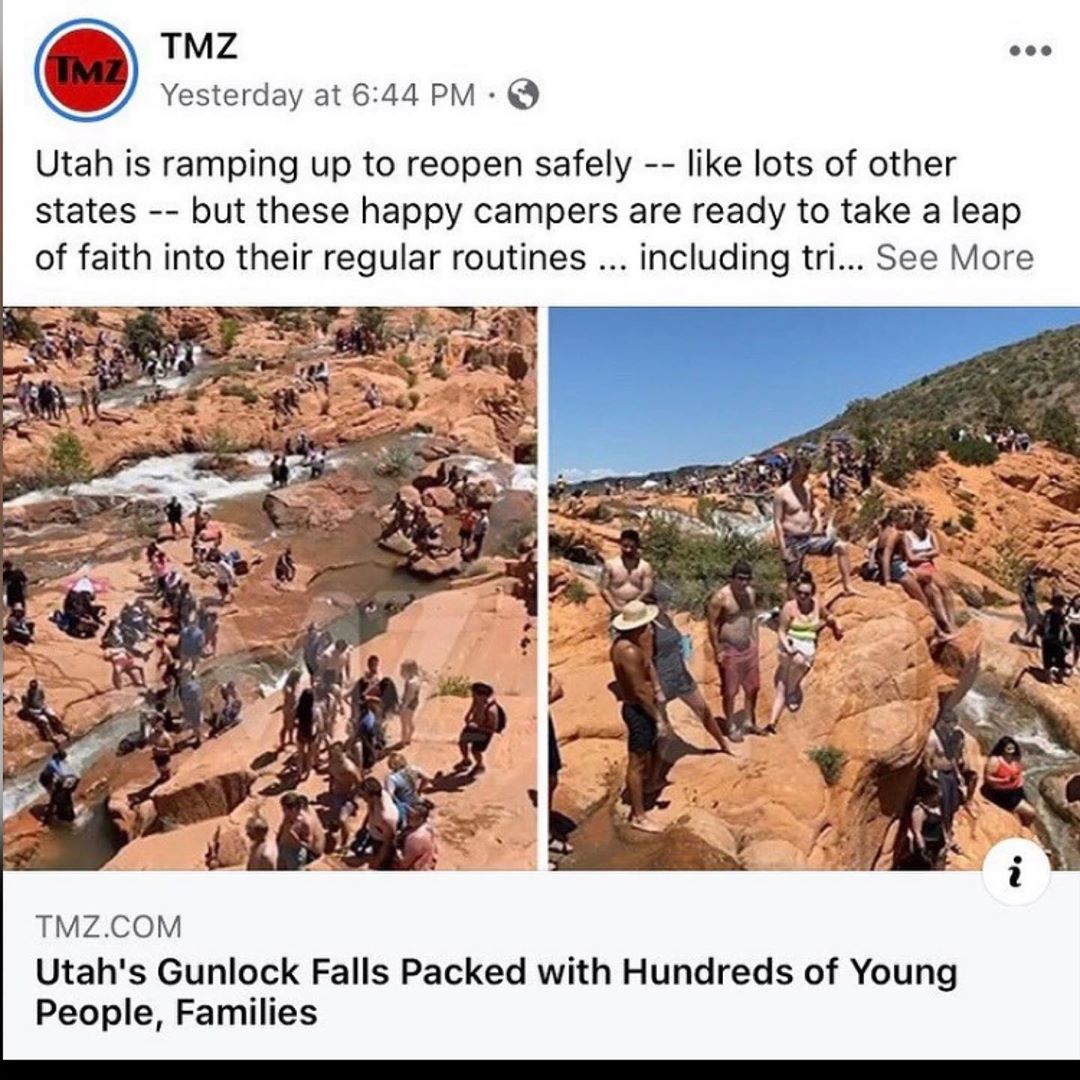 TMZ
TMZ
Yesterday at 6:44 PM ·
Utah is ramping up to reopen safely -- like lots of other
states -- but these happy campers are ready to take a leap
of faith into their regular routines ... including tri... See More
i
TMZ.COM
Utah's Gunlock Falls Packed with Hundreds of Young
People, Families